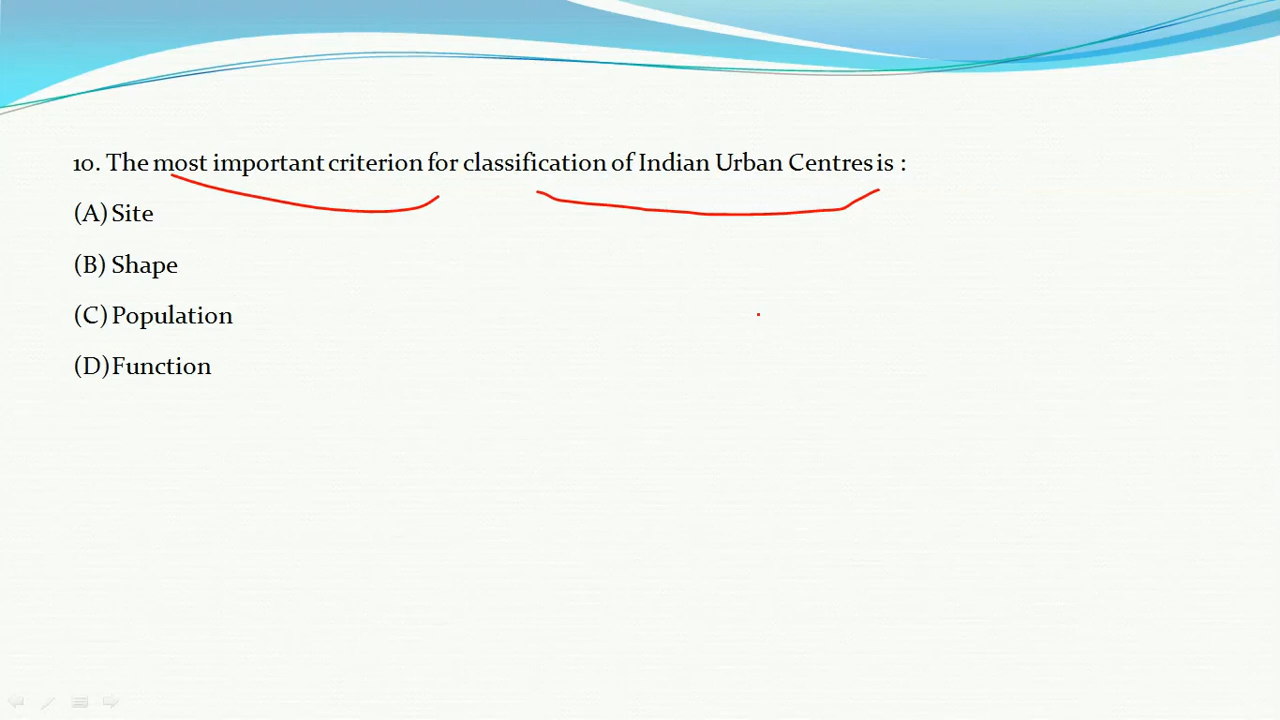 10. The most important criterion for classification of Indian Urban Centres is :
(A) Site
(B) Shape
(C) Population
(D) Function